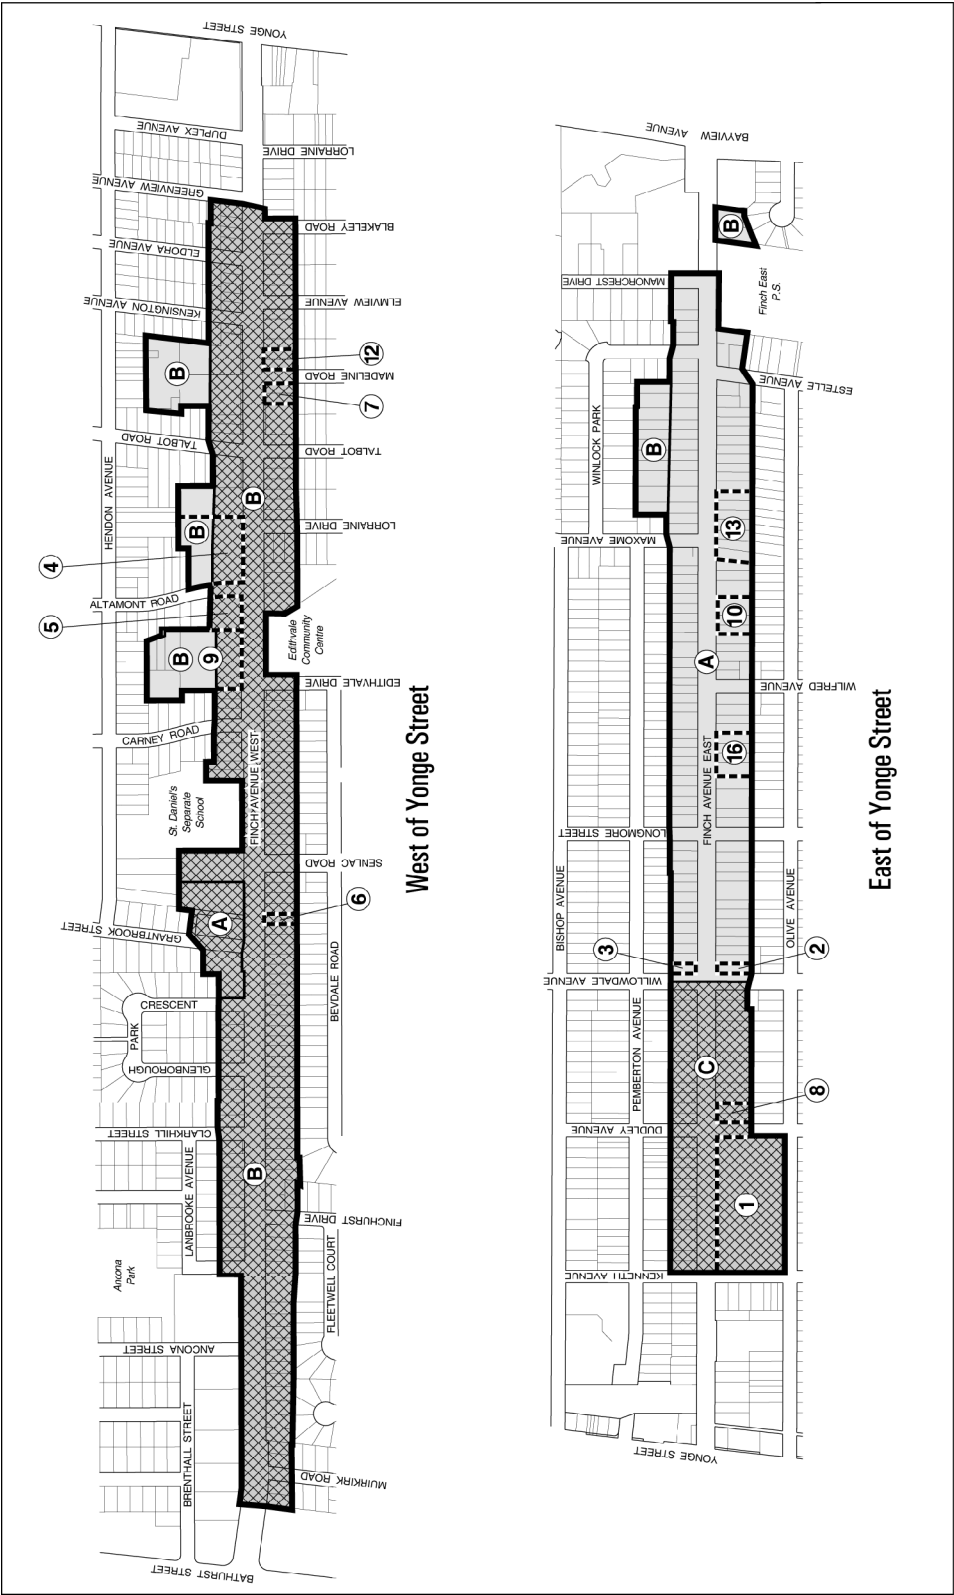 YONGE STREET
DUPLEX AVENUE
LORRAINE DRIVE
GREENVIEW AVENUE
BLAKELEY ROAD
ELDORA AVENUE
ELMVIEW AVENUE
KENSINGTON AVENUE
B
12
MADELINE ROAD
7
TALBOT ROAD
TALBOT ROAD
HENDON AVENUE
B
B
LORRAINE DRIVE
4
ALTAMONT ROAD
5
B
9
Edithvale
Community
Centre
EDITHVALE DRIVE
CARNEY ROAD
FINCH AVENUE WEST
St. Daniel's
Separate
School
SENLAC ROAD
6
A
GRANTBROOK STREET
BEVDALE ROAD
CRESCENT
PARK
GLENBOROUGH
CLARKHILL STREET
LANBROOKE AVENUE
B
FINCHURST DRIVE
FLEETWELL COURT
Ancona
Park
ANCONA STREET
BRENTHALL STREET
MUIRKIRK ROAD
BATHURST STREET
West of Yonge Street
BAYVIEW AVENUE
B
Finch East
P.S.
MANORCREST DRIVE
ESTELLE AVENUE
WINLOCK PARK
B
MAXOME AVENUE
13
10
A
WILFRED AVENUE
16
FINCH AVENUE EAST
LONGMORE STREET
BISHOP AVENUE
OLIVE AVENUE
3
2
WILLOWDALE AVENUE
PEMBERTON AVENUE
C
8
DUDLEY AVENUE
1
KENNETH AVENUE
YONGE STREET
East of Yonge Street